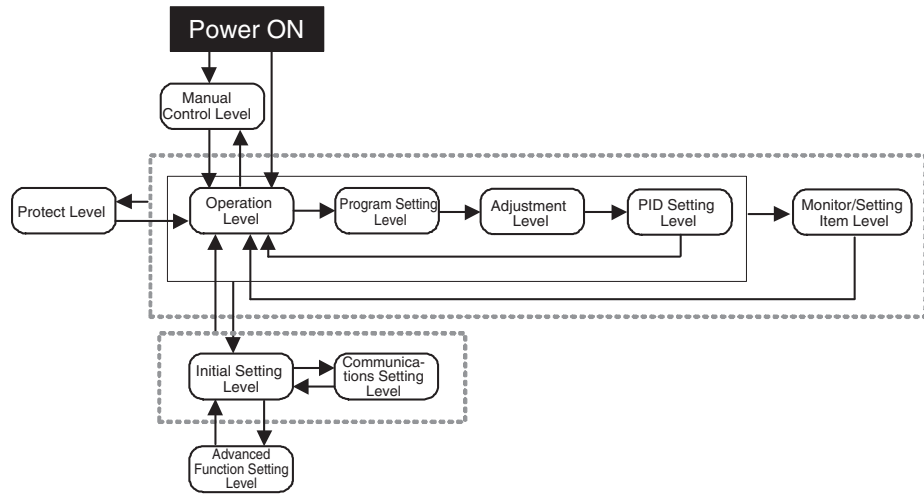 Power ON
Manual
Control Level
Protect Level
Operation
Level
Program Setting
Level
Adjustment
Level
PID Setting
Level
Monitor/Setting
Item Level
Initial Setting
Level
Communica-
tions Setting
Level
Advanced
Function Setting
Level